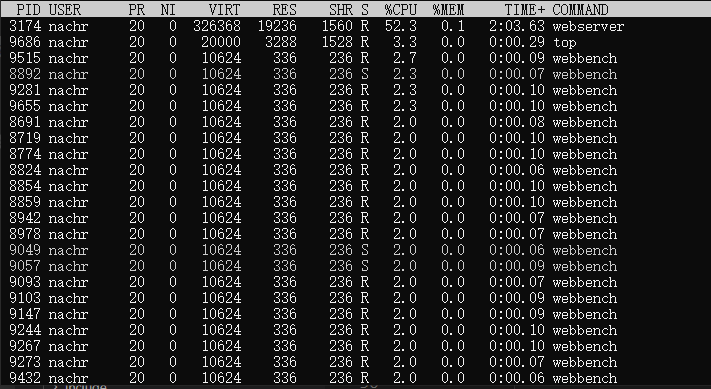 PID USER PR NI VIRT RES SHR S %CPU %MEM TIME+ COMMAND
3174 nachr 20 0 326368 19236 1560 R 52.3 0.1 2:03.63 webserver
9686 nachr 20 0 20000 3288 1528 R 3.3 0.0 0:00.29 top
9515 nachr 20 0 10624 336 236 R 2.7 0.0 0:00.09 webbench
8892 nachr 20 0 10624 336 236 S 2.3 0.0 0:00.07 webbench
9281 nachr 20 0 10624 336 236 R 2.3 0.0 0:00.10 webbench
9655 nachr 20 0 10624 336 236 R 2.3 0.0 0:00.10 webbench
8691 nachr 20 0 10624 336 236 R 2.0 0.0 0:00.08 webbench
8719 nachr 20 0 10624 336 236 R 2.0 0.0 0:00.10 webbench
8774 nachr 20 0 10624 336 236 R 2.0 0.0 0:00.10 webbench
8824 nachr 20 0 10624 336 236 R 2.0 0.0 0:00.06 webbench
8854 nachr 20 0 10624 336 236 R 2.0 0.0 0:00.10 webbench
8859 nachr 20 0 10624 336 236 R 2.0 0.0 0:00.10 webbench
8942 nachr 20 0 10624 336 236 R 2.0 0.0 0:00.07 webbench
8978 nachr 20 0 10624 336 236 R 2.0 0.0 0:00.07 webbench
9049 nachr 20 0 10624 336 236 S 2.0 0.0 0:00.06 webbench
9057 nachr 20 0 10624 336 236 S 2.0 0.0 0:00.09 webbench
9093 nachr 20 0 10624 336 236 R 2.0 0.0 0:00.07 webbench
9103 nachr 20 0 10624 336 236 R 2.0 0.0 0:00.09 webbench
9147 nachr 20 0 10624 336 236 R 2.0 0.0 0:00.09 webbench
9244 nachr 20 0 10624 336 236 R 2.0 0.0 0:00.10 webbench
9267 nachr 20 0 10624 336 236 R 2.0 0.0 0:00.10 webbench
9273 nachr 20 0 10624 336 236 R 2.0 0.0 0:00.07 webbench
9432 nachr 20 0 10624 336 236 R 2.0 0.0 0:00.06 webbench